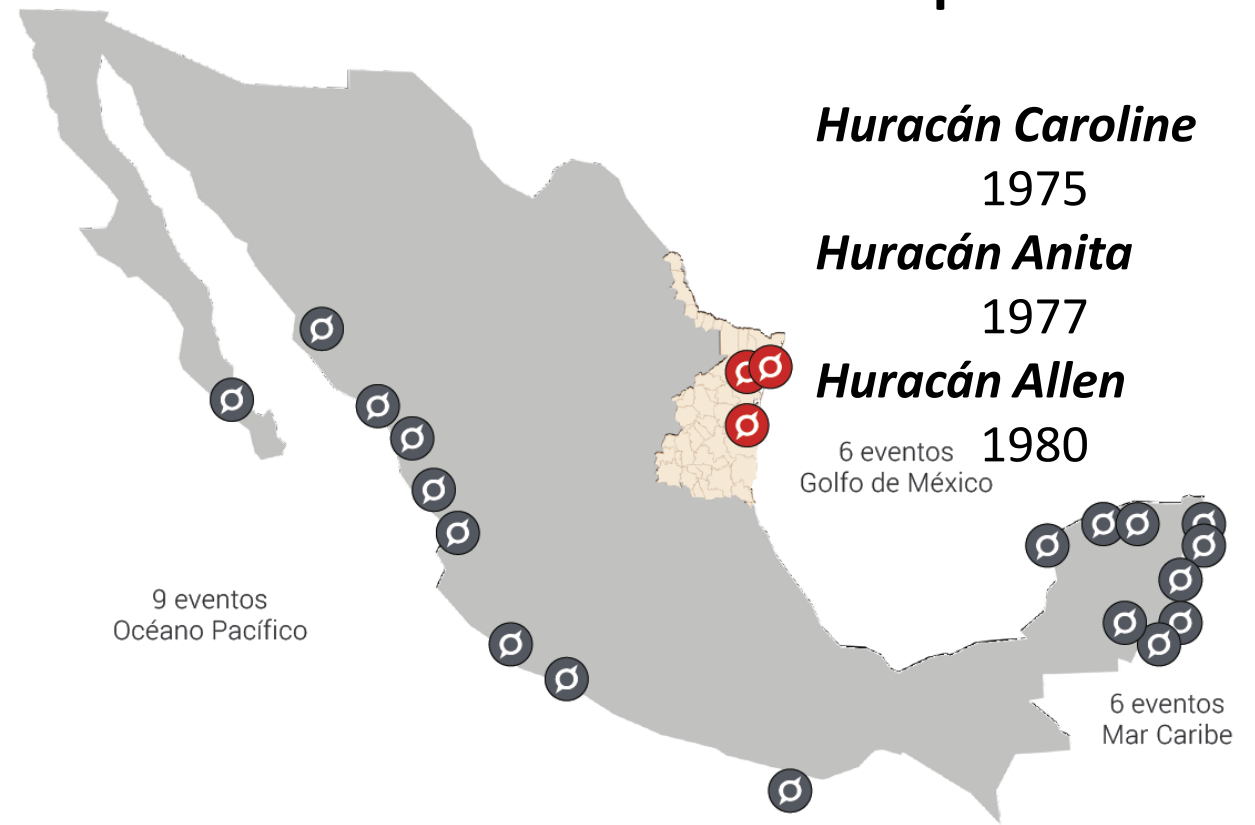 Huracán Caroline
1975
Huracán Anita
1977
Huracán Allen
1980
6 eventos
Golfo de México
9 eventos
Océano Pacífico
6 eventos
Mar Caribe